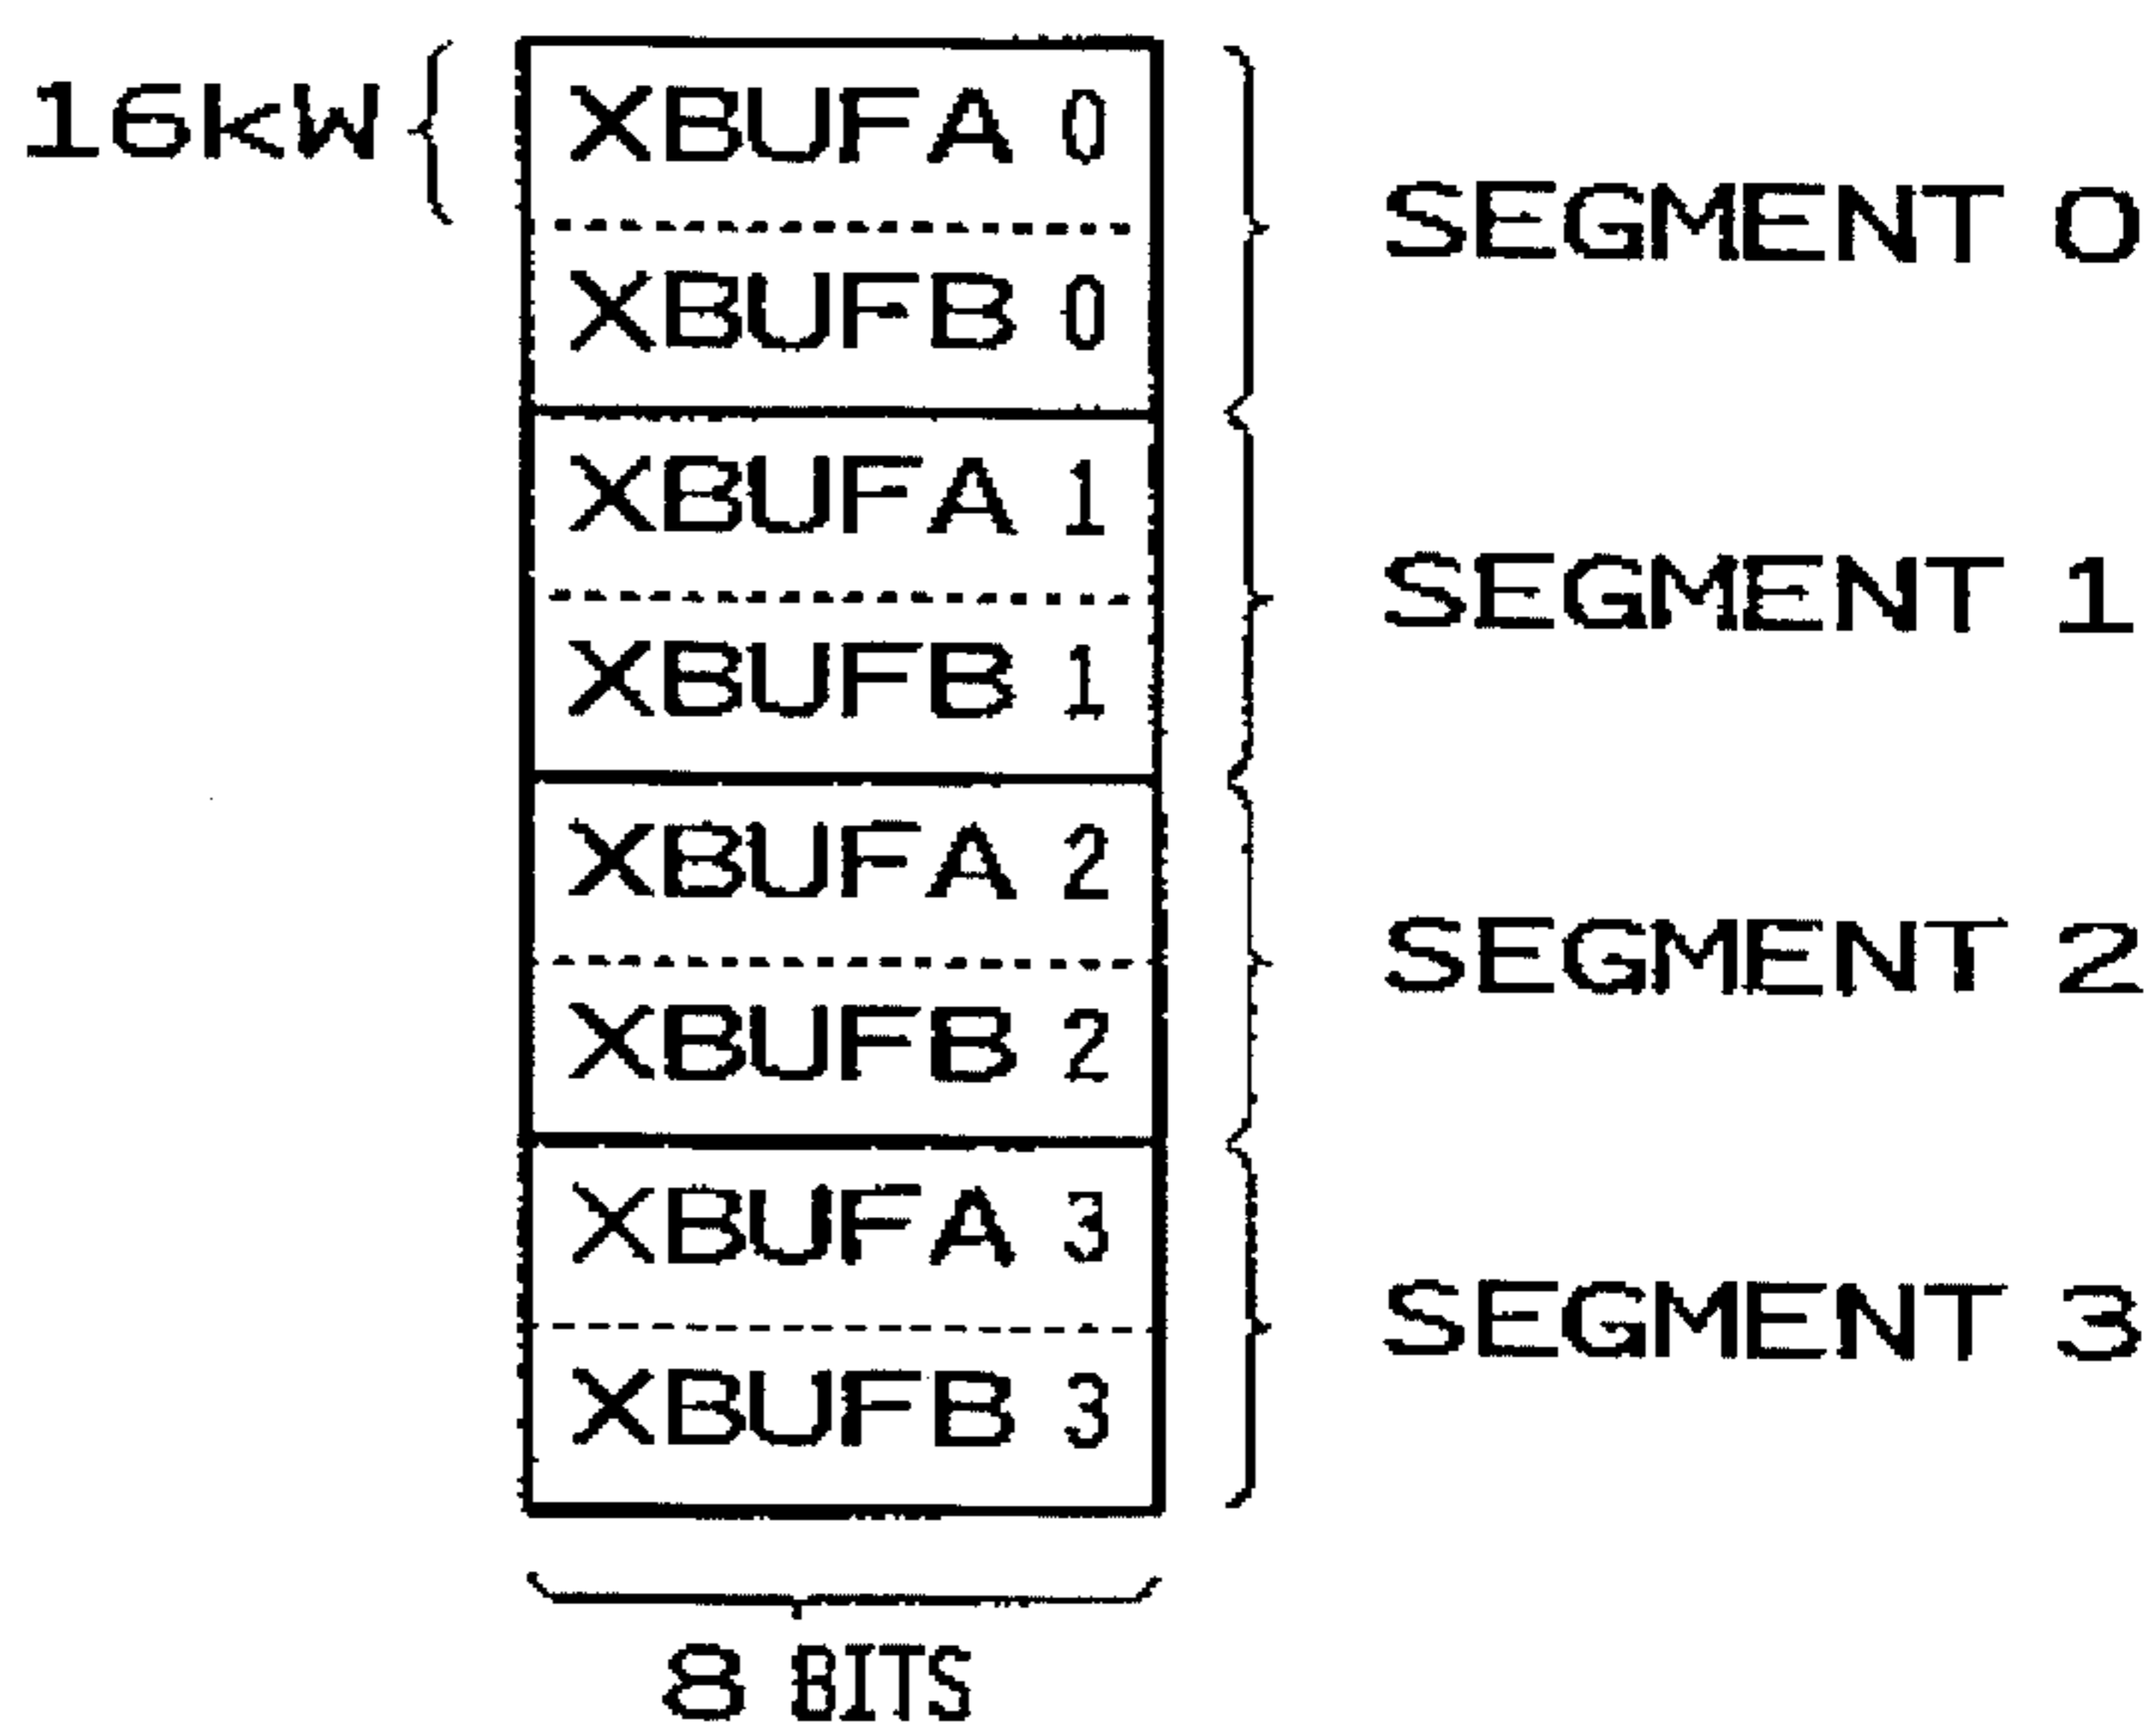 16kW
XBUFA 0
SEGMENT 0
XBUFB 0
XBUFA 1
SEGMENT 1
XBUFB 1
XBUFA 2
SEGMENT 2
XBUFB 2
XBUFA 3
SEGMENT 3
XBUFB 3
8 BITS